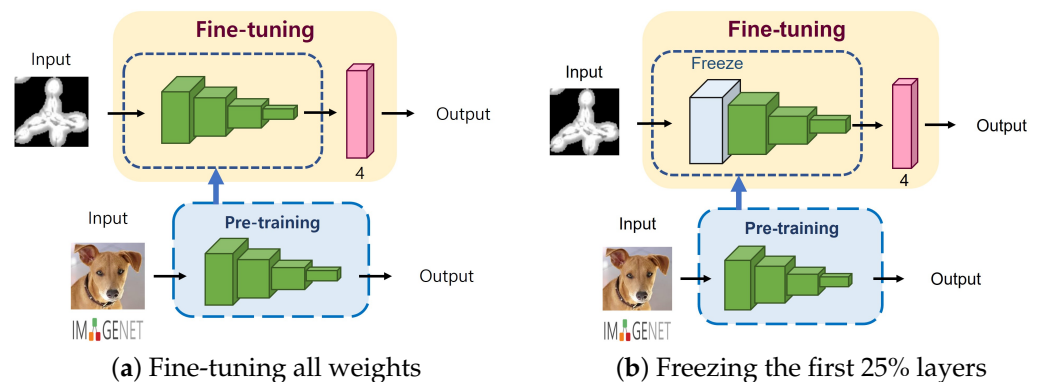 Fine-tuning
Input
Output
4
Input
Pre-training
Output
IMAGENET
(a) Fine-tuning all weights
Fine-tuning
Freeze
Input
Output
4
Input
Pre-training
Output
IMAGENET
(b) Freezing the first 25% layers